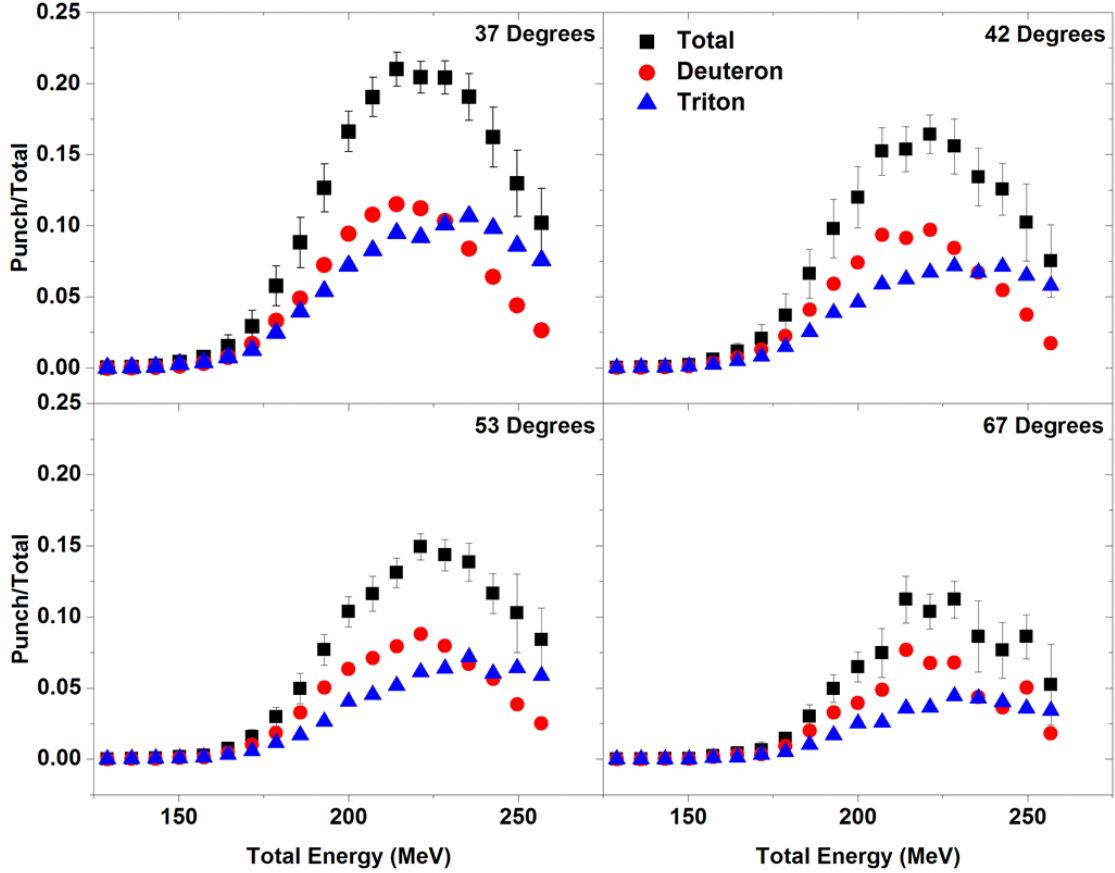 37 Degrees
0.25
0.20
0.15
0.10
0.05
0.00
Punch/Total
42 Degrees
Total
Deuteron
Triton
53 Degrees
0.25
0.20
0.15
0.10
0.05
0.00
Punch/Total
150 200 250
Total Energy (MeV)
67 Degrees
150 200 250
Total Energy (MeV)